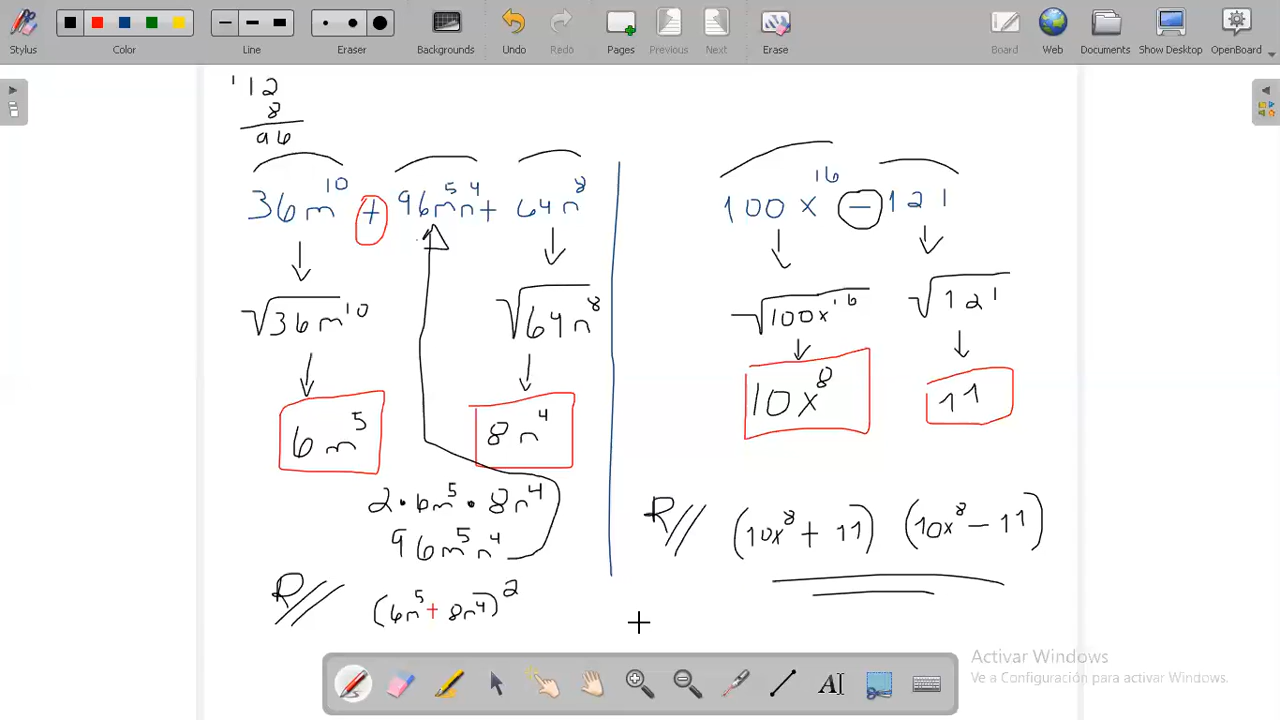 Stylus Color Line Eraser Backgrounds Undo Redo Pages Previous Next Erase Board Web Documents Show Desktop OpenBoard
¹12
8
96
36m¹⁰ + 96m⁵n⁴ + 64n⁸
√36m¹⁰ √64n⁸
6m⁵ 8n⁴
2・6m⁵・8n⁴
96m⁵n⁴
R// (6m⁵ + 8n⁴)²
100x¹⁶ − 121
√100x¹⁶ √121
10x⁸ 11
R// (10x⁸ + 11) (10x⁸ − 11)
Activar Windows
Ve a Configuración para activar Windows.